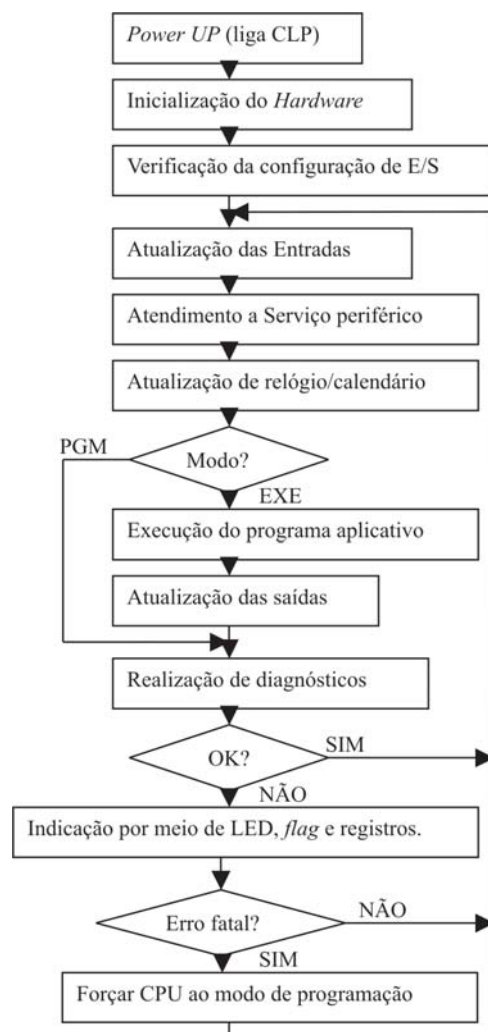 Power UP (liga CLP)
Inicialização do Hardware
Verificação da configuração de E/S
Atualização das Entradas
Atendimento a Serviço periférico
Atualização de relógio/calendário
PGM
Modo?
EXE
Execução do programa aplicativo
Atualização das saídas
Realização de diagnósticos
OK?
SIM
NÃO
Indicação por meio de LED, flag e registros.
Erro fatal?
NÃO
SIM
Forçar CPU ao modo de programação